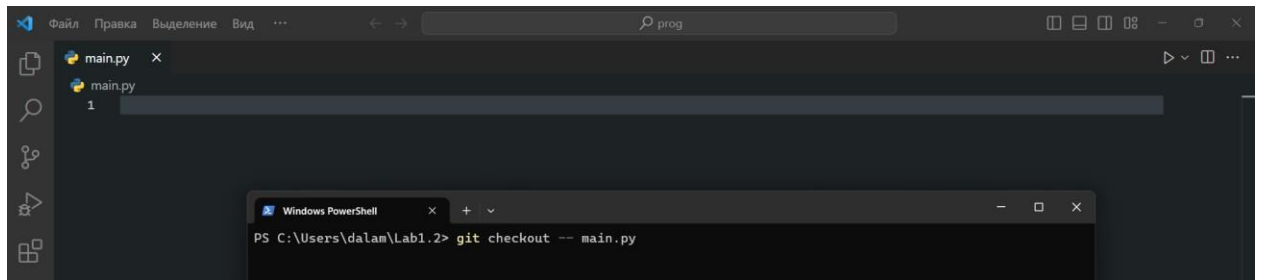 Файл Правка Выделение Вид ··· prog
main.py
main.py
1
Windows PowerShell
PS C:\Users\dalam\Lab1.2> git checkout -- main.py